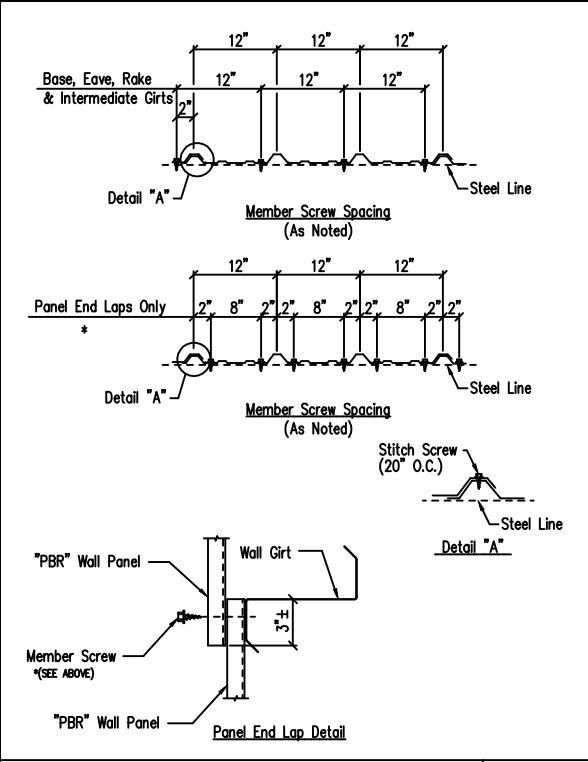 12" 12" 12"
Base, Eave, Rake
& Intermediate Girts
12" 12" 12"
2"
Detail "A"
Steel Line
Member Screw Spacing
(As Noted)
12" 12" 12"
Panel End Laps Only
*
2" 8" 2" 2" 8" 2" 2" 8" 2" 2"
Detail "A"
Steel Line
Member Screw Spacing
(As Noted)
Stitch Screw
(20" O.C.)
Steel Line
Detail "A"
"PBR" Wall Panel
Wall Girt
3" ±
Member Screw
*(SEE ABOVE)
"PBR" Wall Panel
Panel End Lap Detail